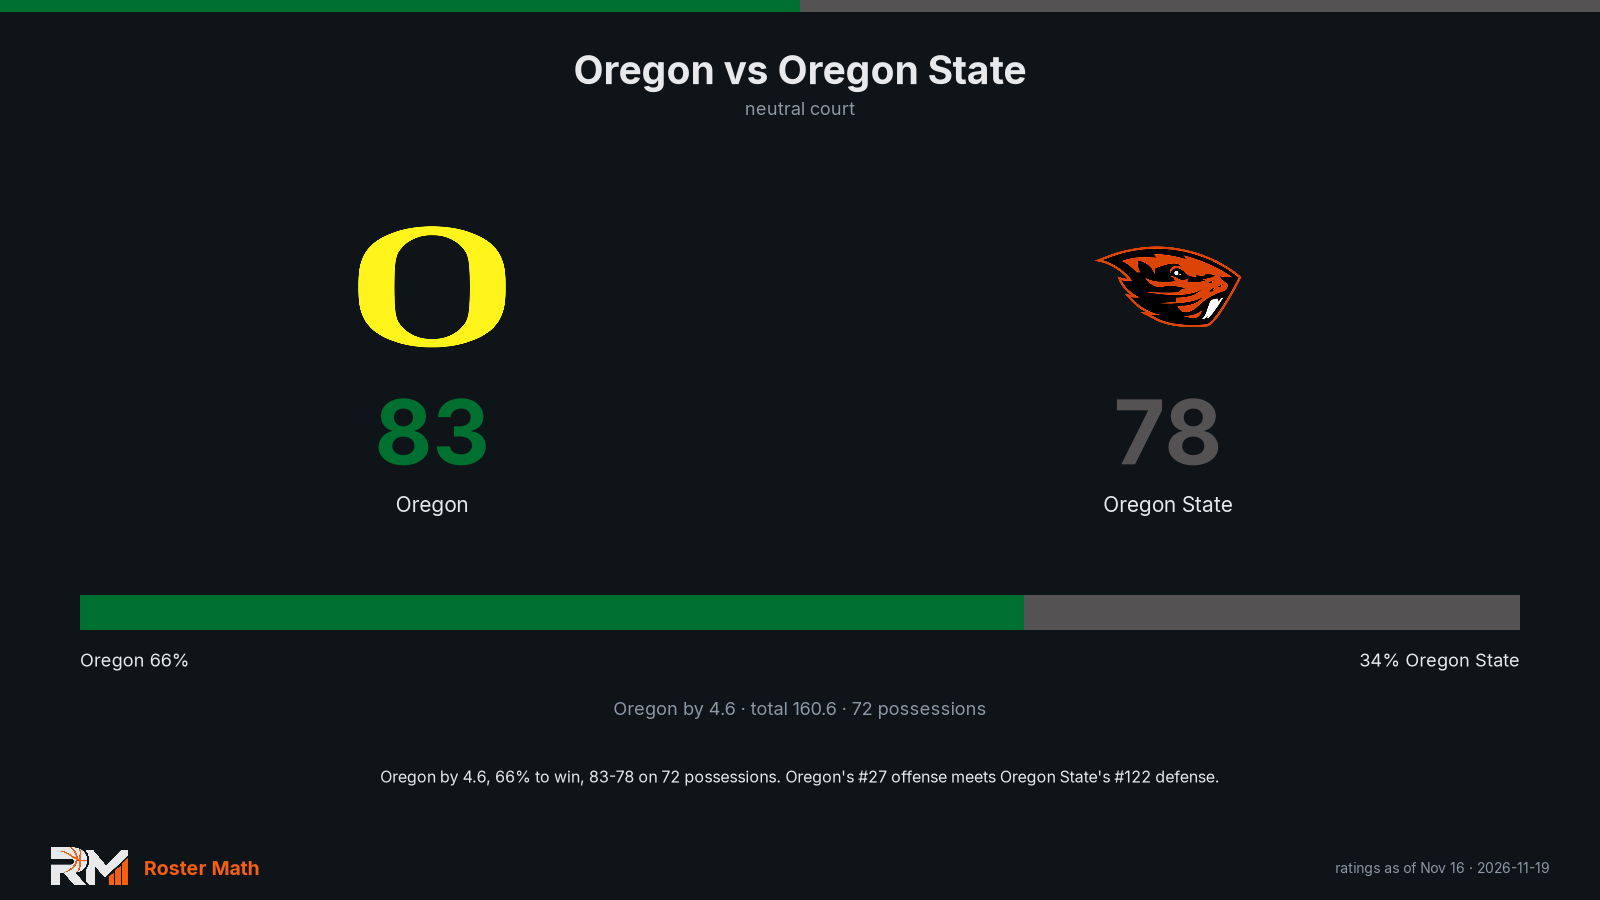 Oregon vs Oregon State
neutral court
O
83
78
Oregon
Oregon State
Oregon 66%
34% Oregon State
Oregon by 4.6 · total 160.6 · 72 possessions
Oregon by 4.6, 66% to win, 83-78 on 72 possessions. Oregon's #27 offense meets Oregon State's #122 defense.
RM Roster Math
ratings as of Nov 16 · 2026-11-19